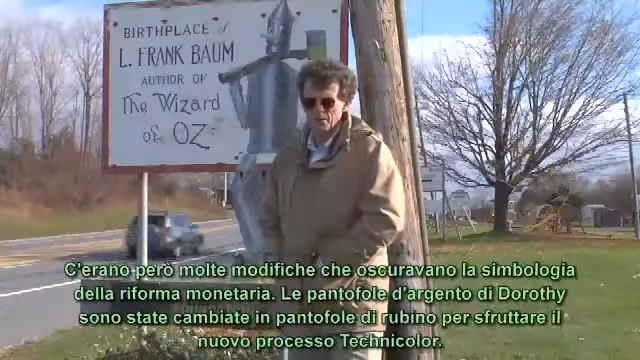 BIRTHPLACE of
L. FRANK BAUM
AUTHOR OF
The Wizard
of OZ
C'erano però molte modifiche che oscuravano la simbologia
della riforma monetaria. Le pantofole d'argento di Dorothy
sono state cambiate in pantofole di rubino per sfruttare il
nuovo processo Technicolor.